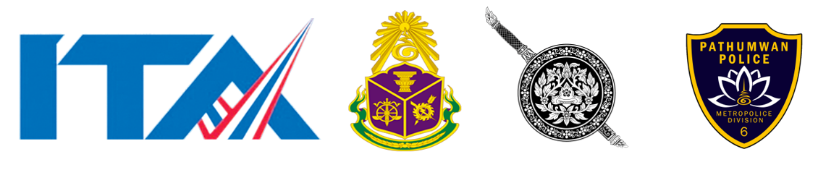 ITA
PATHUMWAN
POLICE
METROPOLICE
DIVISION
6